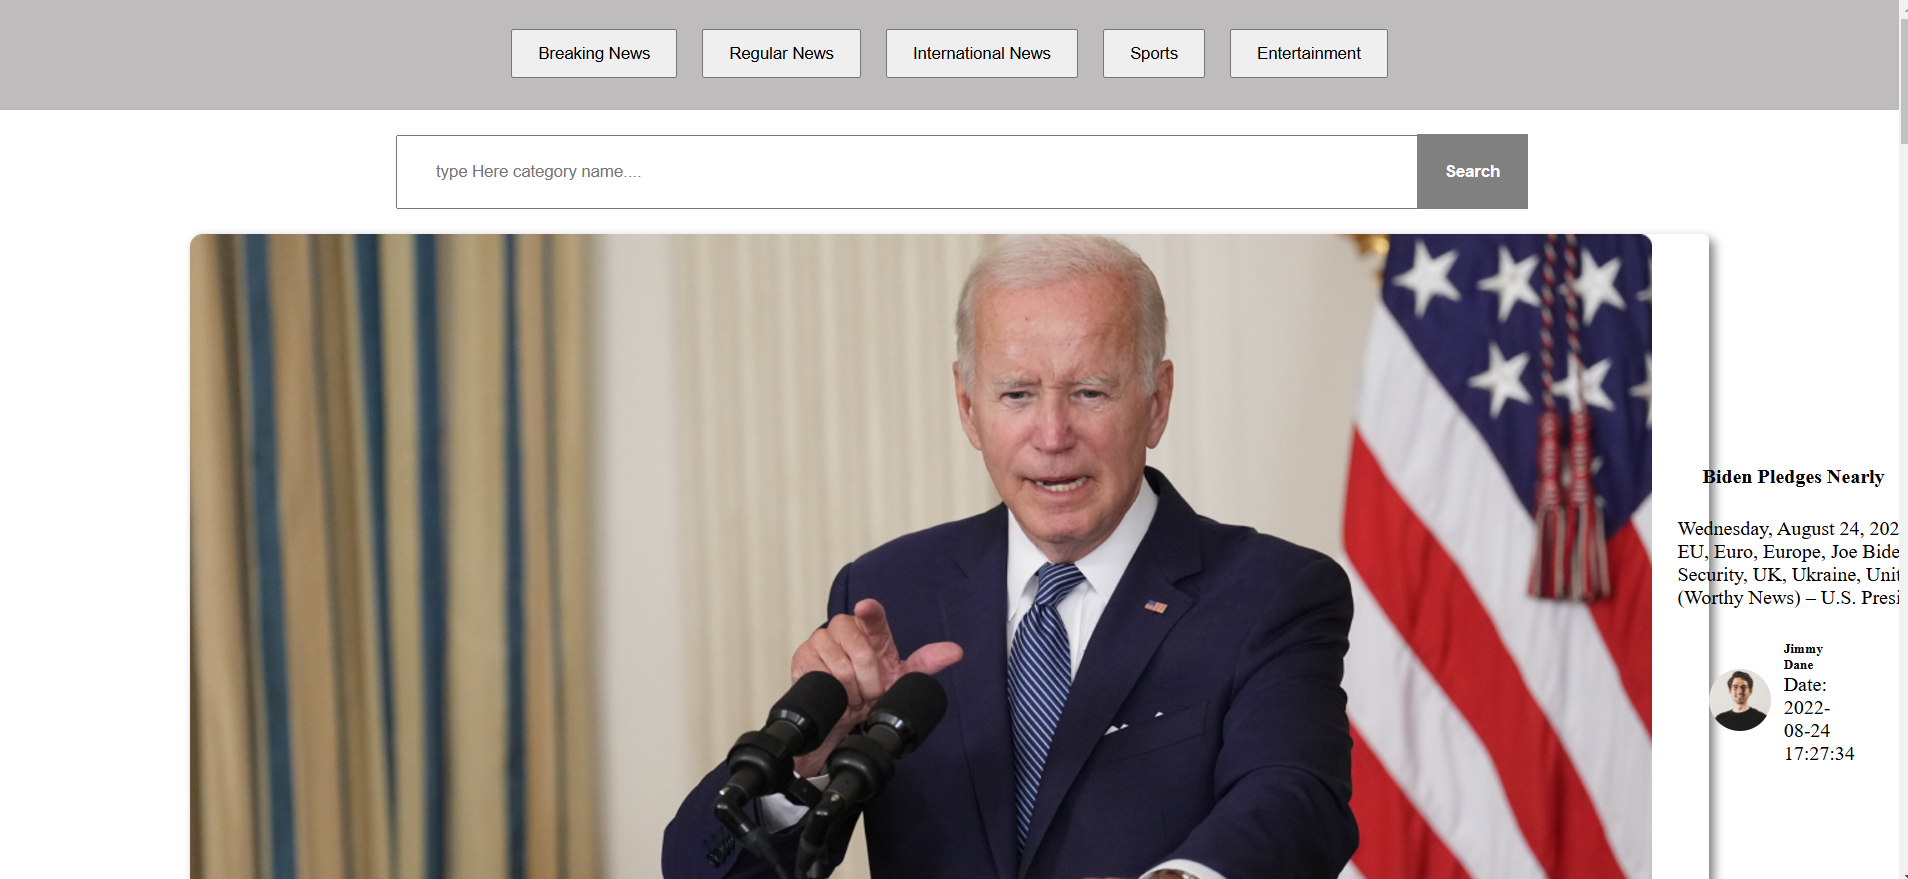 Breaking News
Regular News
International News
Sports
Entertainment
type Here category name....
Search
Biden Pledges Nearly
Wednesday, August 24, 202
EU, Euro, Europe, Joe Bide
Security, UK, Ukraine, Unit
(Worthy News) – U.S. Presi
Jimmy
Dane
Date:
2022-
08-24
17:27:34